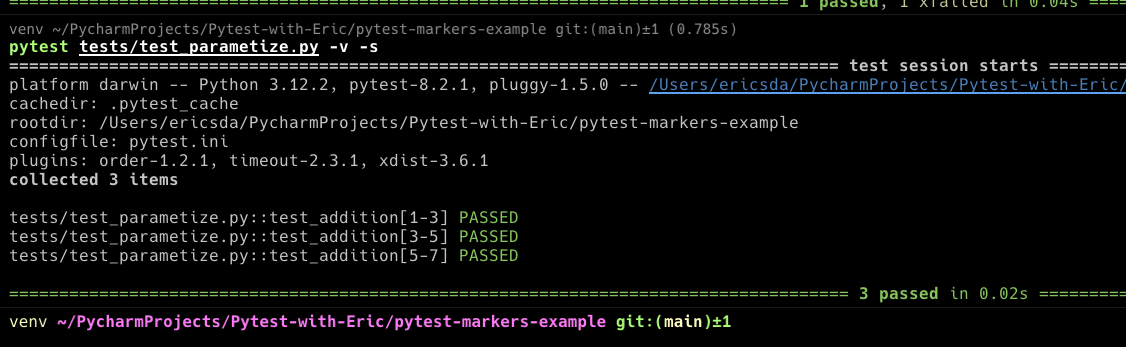 ============================================================================== 1 passed, 1 xfailed in 0.04s ====
venv ~/PycharmProjects/Pytest-with-Eric/pytest-markers-example git:(main)±1 (0.785s)
pytest tests/test_parametize.py -v -s
=================================================================================== test session starts ========
platform darwin -- Python 3.12.2, pytest-8.2.1, pluggy-1.5.0 -- /Users/ericsda/PycharmProjects/Pytest-with-Eric/
cachedir: .pytest_cache
rootdir: /Users/ericsda/PycharmProjects/Pytest-with-Eric/pytest-markers-example
configfile: pytest.ini
plugins: order-1.2.1, timeout-2.3.1, xdist-3.6.1
collected 3 items
tests/test_parametize.py::test_addition[1-3] PASSED
tests/test_parametize.py::test_addition[3-5] PASSED
tests/test_parametize.py::test_addition[5-7] PASSED
==================================================================================== 3 passed in 0.02s =========
venv ~/PycharmProjects/Pytest-with-Eric/pytest-markers-example git:(main)±1